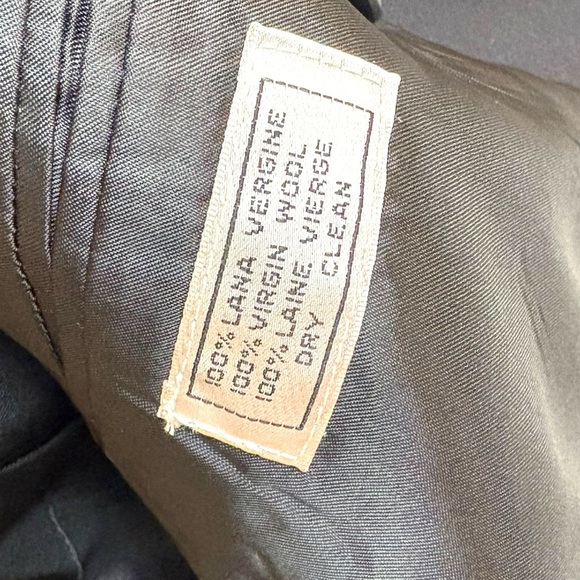 100% LANA VERGINE
100% VIRGIN WOOL
100% LAINE VIERGE
DRY CLEAN